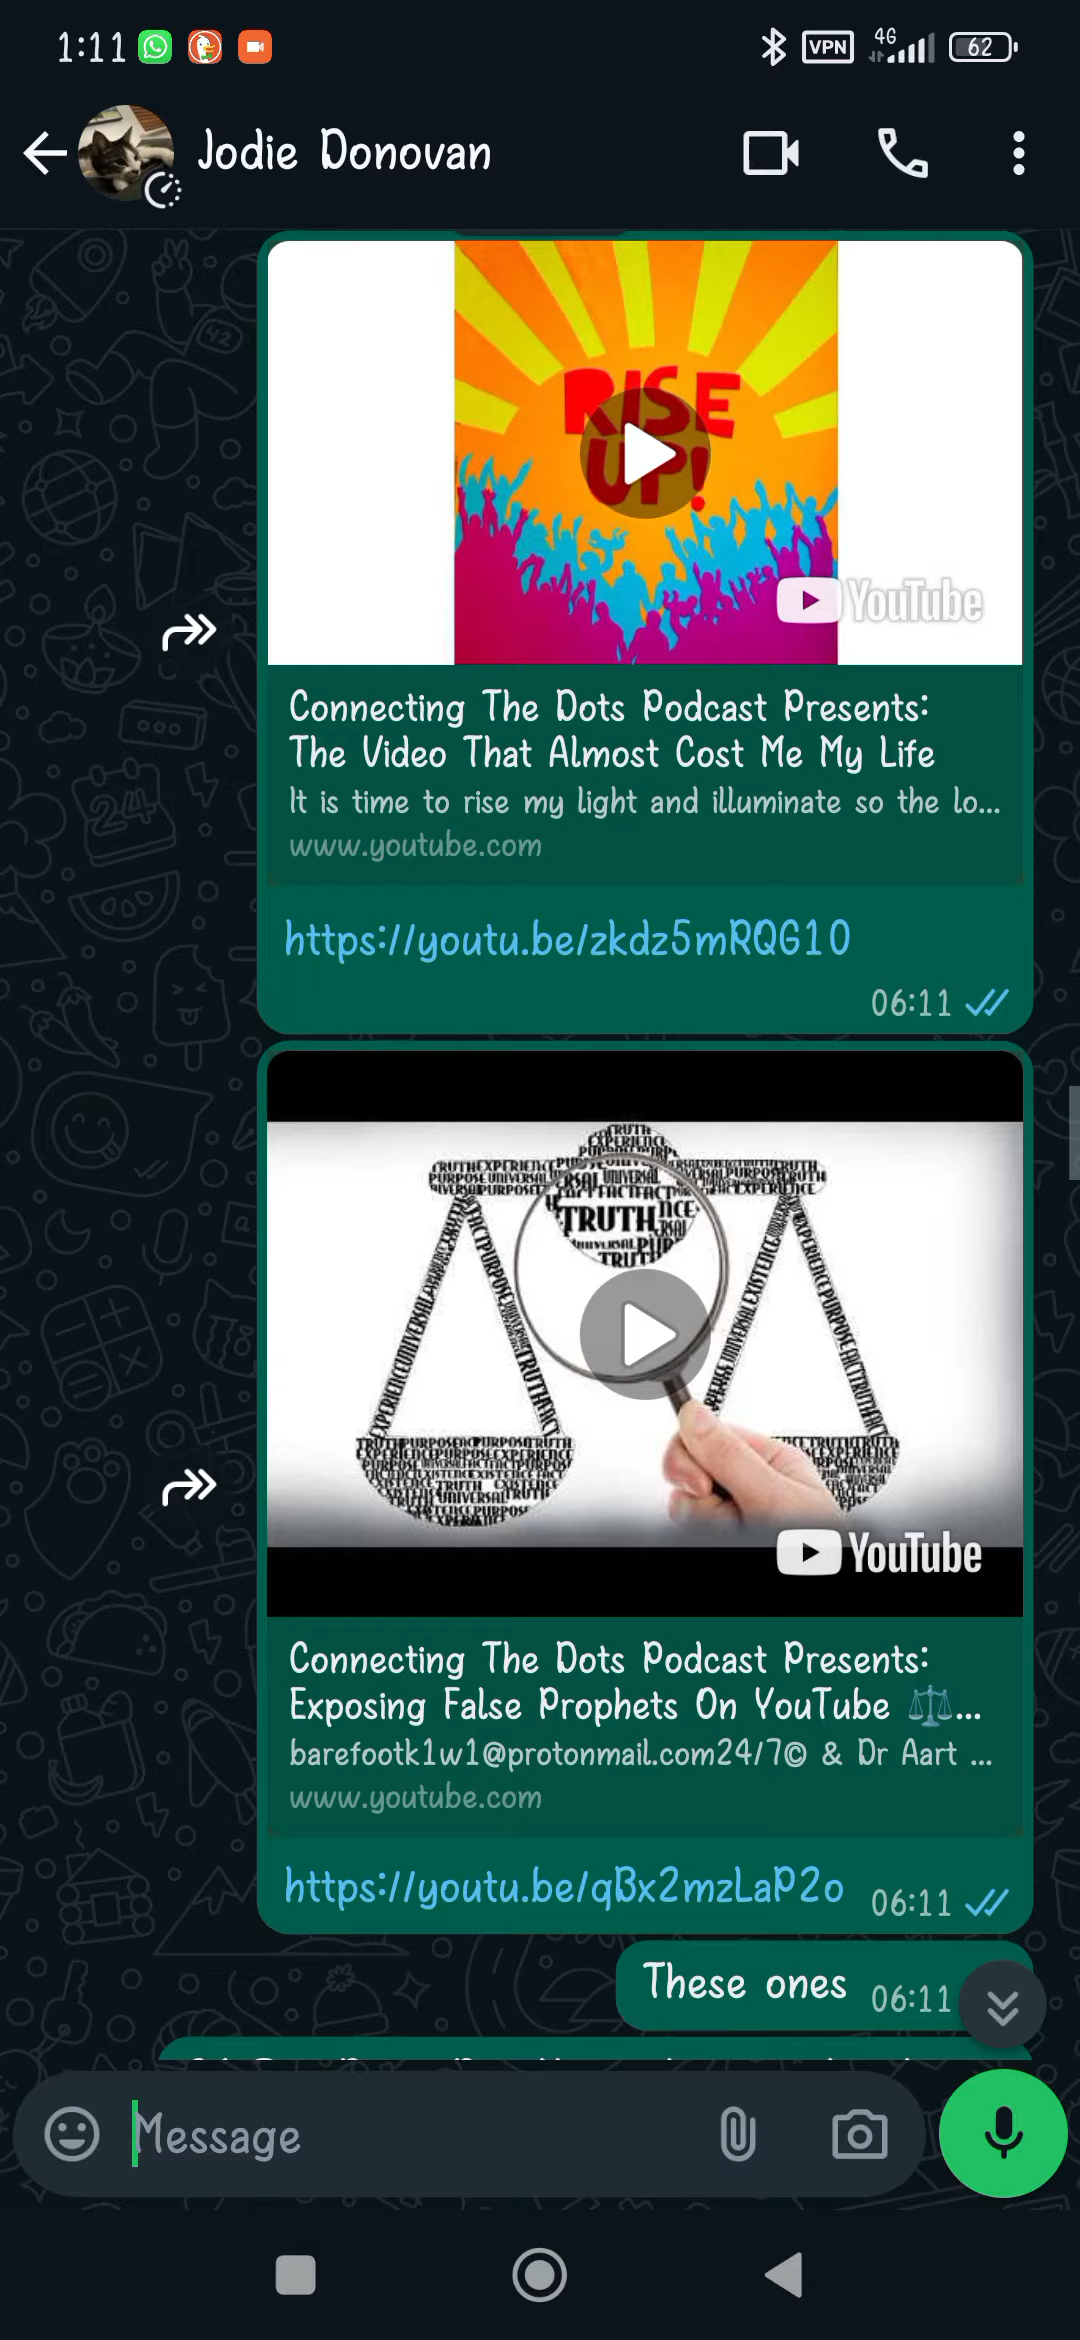 1:11 VPN 4G 62
Jodie Donovan
RISE
UP!
YouTube
Connecting The Dots Podcast Presents:
The Video That Almost Cost Me My Life
It is time to rise my light and illuminate so the lo...
www.youtube.com
https://youtu.be/zkdz5mRQG10
06:11
TRUTH
EXPERIENCE
TRUTH
TRUTH
YouTube
Connecting The Dots Podcast Presents:
Exposing False Prophets On YouTube ⚖️...
barefootk1w1@protonmail.com24/7© & Dr Aart ...
www.youtube.com
https://youtu.be/qBx2mzLaP2o 06:11
These ones 06:11
Message